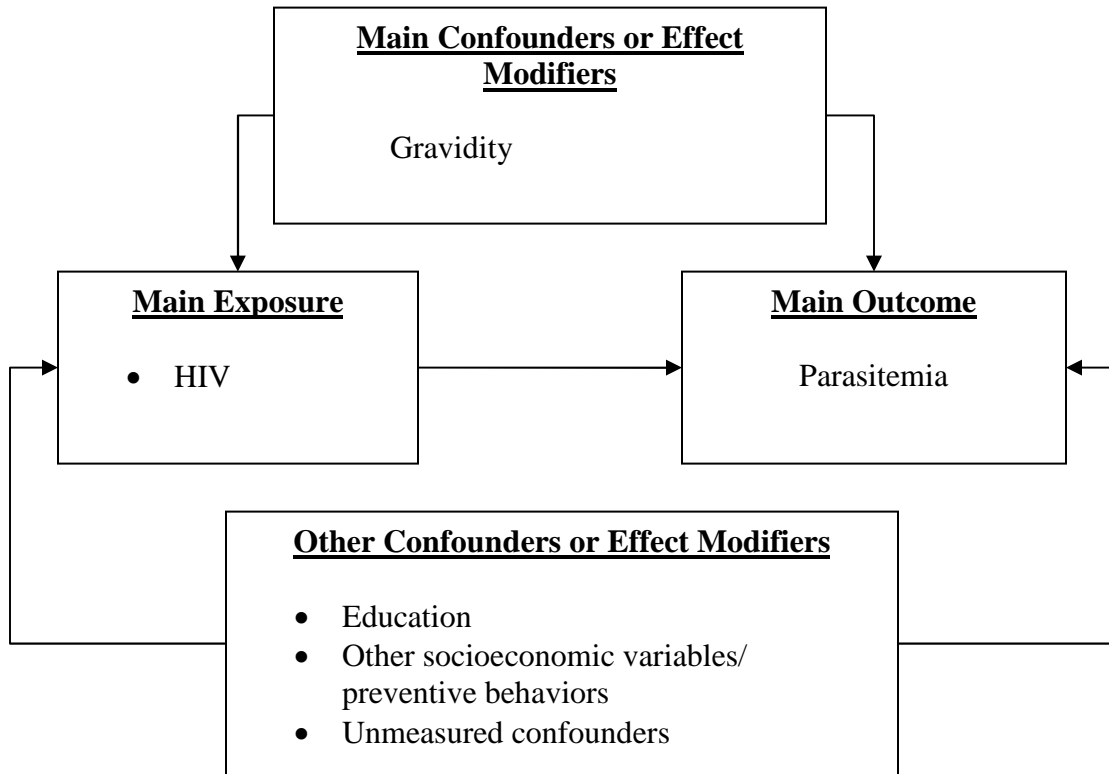 Main Confounders or Effect
Modifiers
Gravidity
Main Exposure
• HIV
Main Outcome
Parasitemia
Other Confounders or Effect Modifiers
• Education
• Other socioeconomic variables/
preventive behaviors
• Unmeasured confounders